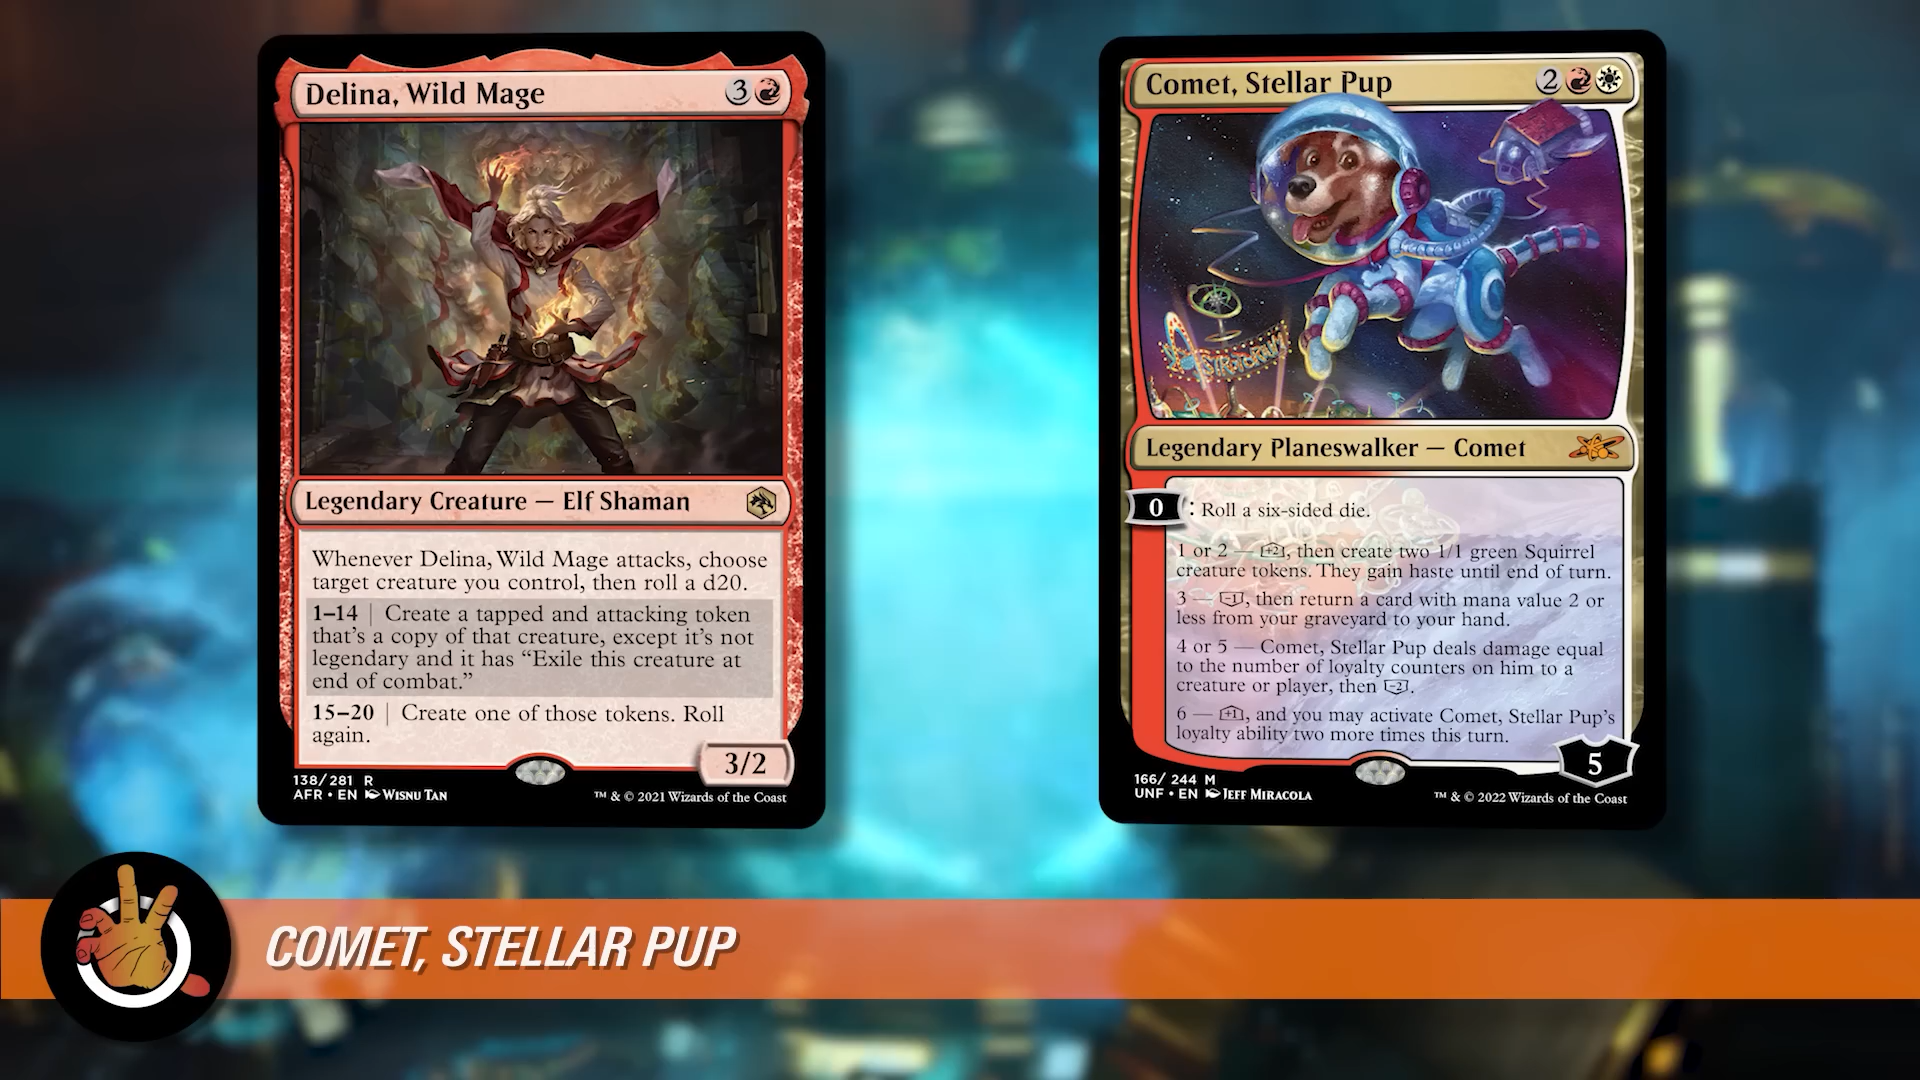 Delina, Wild Mage 3
Legendary Creature — Elf Shaman
Whenever Delina, Wild Mage attacks, choose
target creature you control, then roll a d20.
1–14 | Create a tapped and attacking token
that's a copy of that creature, except it's not
legendary and it has “Exile this creature at
end of combat.”
15–20 | Create one of those tokens. Roll
again.
3/2
138/281 R
AFR • EN Wisnu Tan
™ & © 2021 Wizards of the Coast
Comet, Stellar Pup 2
ASTROTORIUM
Legendary Planeswalker — Comet
0 : Roll a six-sided die.
1 or 2 — +2, then create two 1/1 green Squirrel
creature tokens. They gain haste until end of turn.
3 — -1, then return a card with mana value 2 or
less from your graveyard to your hand.
4 or 5 — Comet, Stellar Pup deals damage equal
to the number of loyalty counters on him to a
creature or player, then -2.
6 — +1, and you may activate Comet, Stellar Pup's
loyalty ability two more times this turn.
5
166/ 244 M
UNF • EN Jeff Miracola
™ & © 2022 Wizards of the Coast
COMET, STELLAR PUP